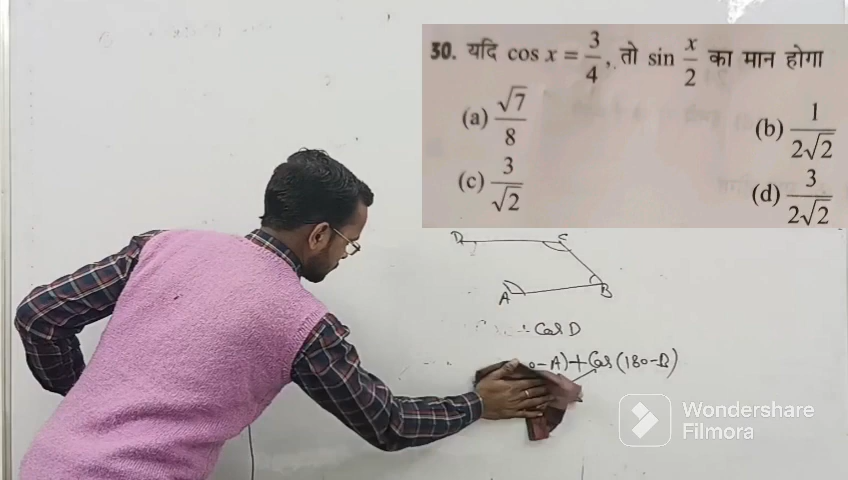 30. यदि cos x = 3/4, तो sin x/2 का मान होगा
(a) √7/8
(b) 1/2√2
(c) 3/√2
(d) 3/2√2
D C
A B
+ Cos D
-A) + Cos (180-B)
Wondershare
Filmora